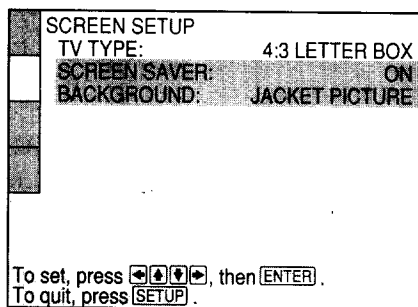 SCREEN SETUP
TV TYPE: 4:3 LETTER BOX
SCREEN SAVER: ON
BACKGROUND: JACKET PICTURE
To set, press ←↑↓→, then ENTER.
To quit, press SETUP.